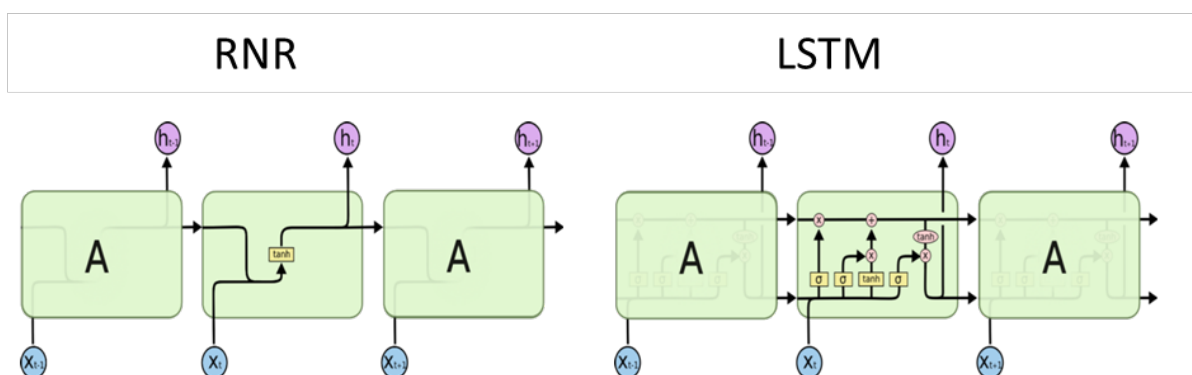 RNR LSTM
hₜ₋₁ hₜ hₜ₊₁ hₜ₋₁ hₜ hₜ₊₁
x + tanh
A tanh A A x x A
σ σ tanh σ
Xₜ₋₁ Xₜ Xₜ₊₁ Xₜ₋₁ Xₜ Xₜ₊₁